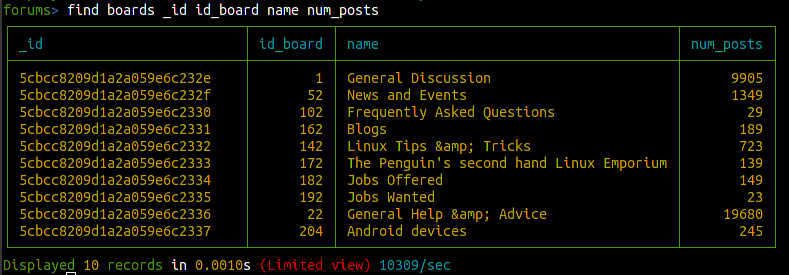 forums> find boards _id id_board name num_posts
_id id_board name num_posts
5cbcc8209d1a2a059e6c232e 1 General Discussion 9905
5cbcc8209d1a2a059e6c232f 52 News and Events 1349
5cbcc8209d1a2a059e6c2330 102 Frequently Asked Questions 29
5cbcc8209d1a2a059e6c2331 162 Blogs 189
5cbcc8209d1a2a059e6c2332 142 Linux Tips &amp; Tricks 723
5cbcc8209d1a2a059e6c2333 172 The Penguin's second hand Linux Emporium 139
5cbcc8209d1a2a059e6c2334 182 Jobs Offered 149
5cbcc8209d1a2a059e6c2335 192 Jobs Wanted 23
5cbcc8209d1a2a059e6c2336 22 General Help &amp; Advice 19680
5cbcc8209d1a2a059e6c2337 204 Android devices 245
Displayed 10 records in 0.0010s (Limited view) 10309/sec